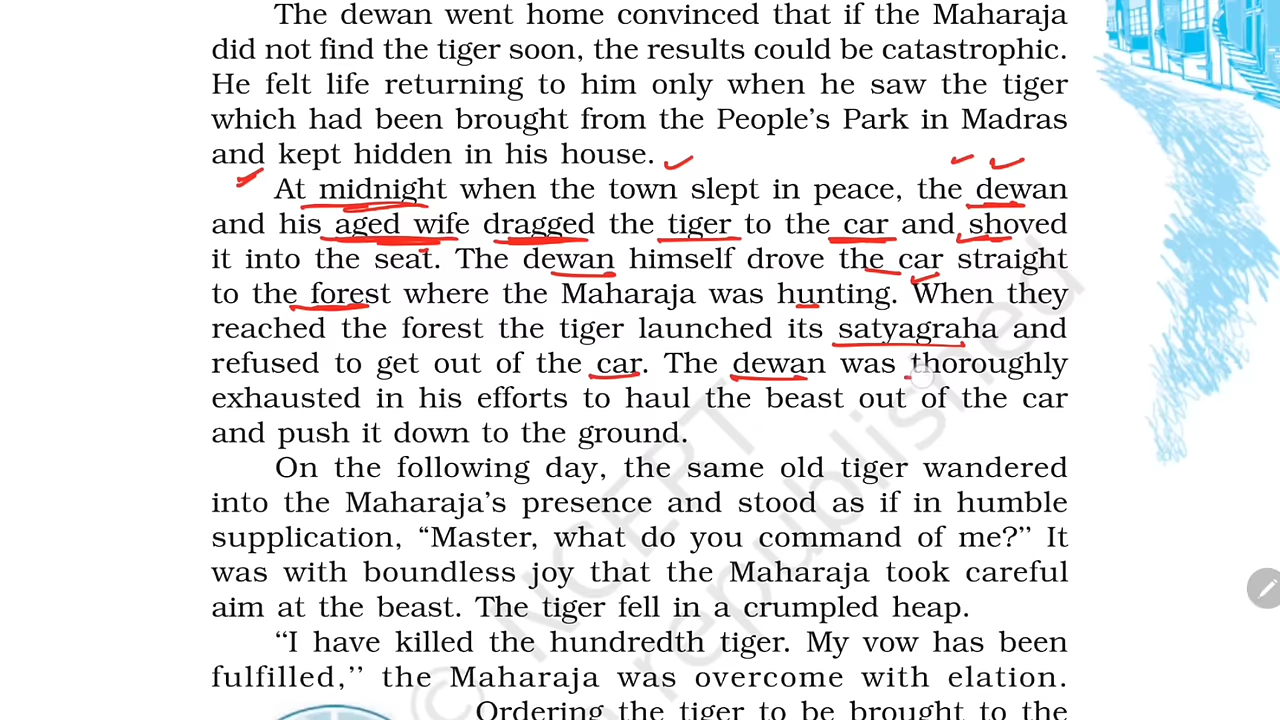 The dewan went home convinced that if the Maharaja
did not find the tiger soon, the results could be catastrophic.
He felt life returning to him only when he saw the tiger
which had been brought from the People's Park in Madras
and kept hidden in his house.
At midnight when the town slept in peace, the dewan
and his aged wife dragged the tiger to the car and shoved
it into the seat. The dewan himself drove the car straight
to the forest where the Maharaja was hunting. When they
reached the forest the tiger launched its satyagraha and
refused to get out of the car. The dewan was thoroughly
exhausted in his efforts to haul the beast out of the car
and push it down to the ground.
On the following day, the same old tiger wandered
into the Maharaja's presence and stood as if in humble
supplication, “Master, what do you command of me?'' It
was with boundless joy that the Maharaja took careful
aim at the beast. The tiger fell in a crumpled heap.
“I have killed the hundredth tiger. My vow has been
fulfilled,'' the Maharaja was overcome with elation.
Ordering the tiger to be brought to the
© NCERT
republished